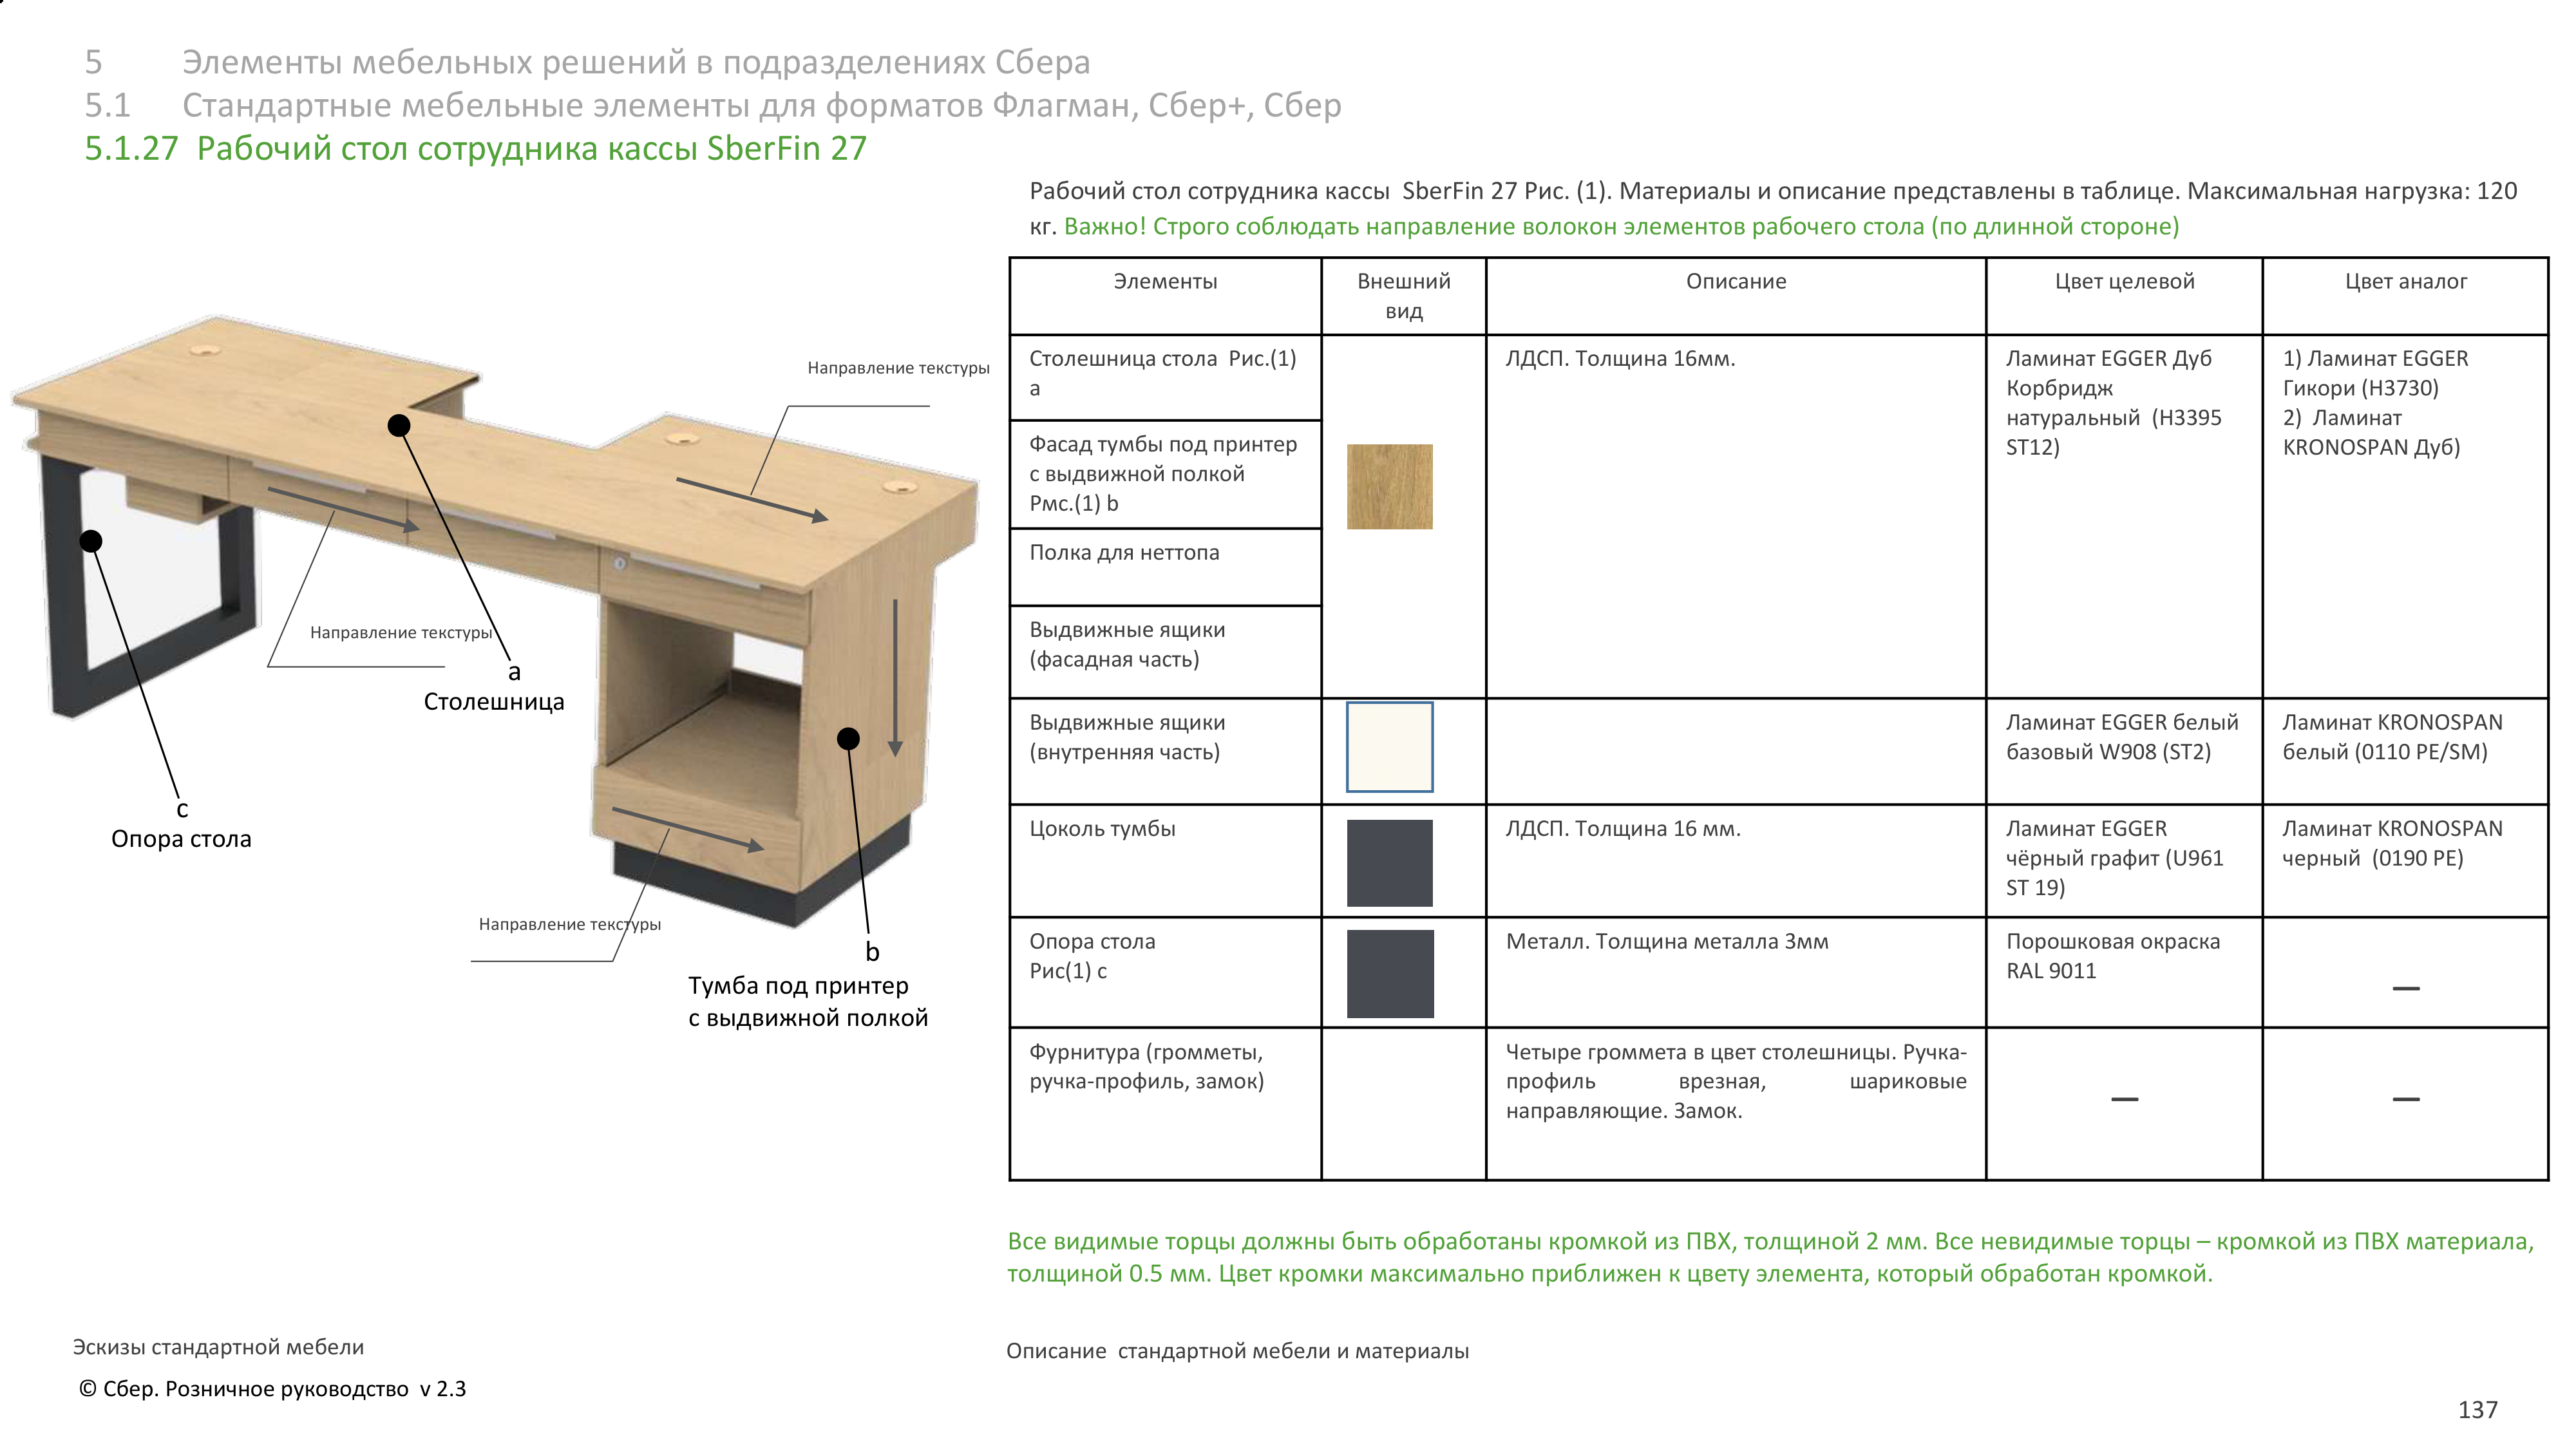 5 Элементы мебельных решений в подразделениях Сбера
5.1 Стандартные мебельные элементы для форматов Флагман, Сбер+, Сбер
5.1.27 Рабочий стол сотрудника кассы SberFin 27
Рабочий стол сотрудника кассы SberFin 27 Рис. (1). Материалы и описание представлены в таблице. Максимальная нагрузка: 120
кг. Важно! Строго соблюдать направление волокон элементов рабочего стола (по длинной стороне)
Направление текстуры
Направление текстуры
a
Столешница
c
Опора стола
Направление текстуры
b
Тумба под принтер
с выдвижной полкой
Элементы
Внешний
вид
Описание
Цвет целевой
Цвет аналог
Столешница стола Рис.(1)
a
ЛДСП. Толщина 16мм.
Ламинат EGGER Дуб
Корбридж
натуральный (H3395
ST12)
1) Ламинат EGGER
Гикори (H3730)
2) Ламинат
KRONOSPAN Дуб)
Фасад тумбы под принтер
с выдвижной полкой
Рмс.(1) b
Полка для неттопа
Выдвижные ящики
(фасадная часть)
Выдвижные ящики
(внутренняя часть)
Ламинат EGGER белый
базовый W908 (ST2)
Ламинат KRONOSPAN
белый (0110 PE/SM)
Цоколь тумбы
ЛДСП. Толщина 16 мм.
Ламинат EGGER
чёрный графит (U961
ST 19)
Ламинат KRONOSPAN
черный (0190 PE)
Опора стола
Рис(1) c
Металл. Толщина металла 3мм
Порошковая окраска
RAL 9011
—
Фурнитура (громметы,
ручка-профиль, замок)
Четыре громмета в цвет столешницы. Ручка-
профиль врезная, шариковые
направляющие. Замок.
—
—
Все видимые торцы должны быть обработаны кромкой из ПВХ, толщиной 2 мм. Все невидимые торцы – кромкой из ПВХ материала,
толщиной 0.5 мм. Цвет кромки максимально приближен к цвету элемента, который обработан кромкой.
Эскизы стандартной мебели
Описание стандартной мебели и материалы
© Сбер. Розничное руководство v 2.3
137